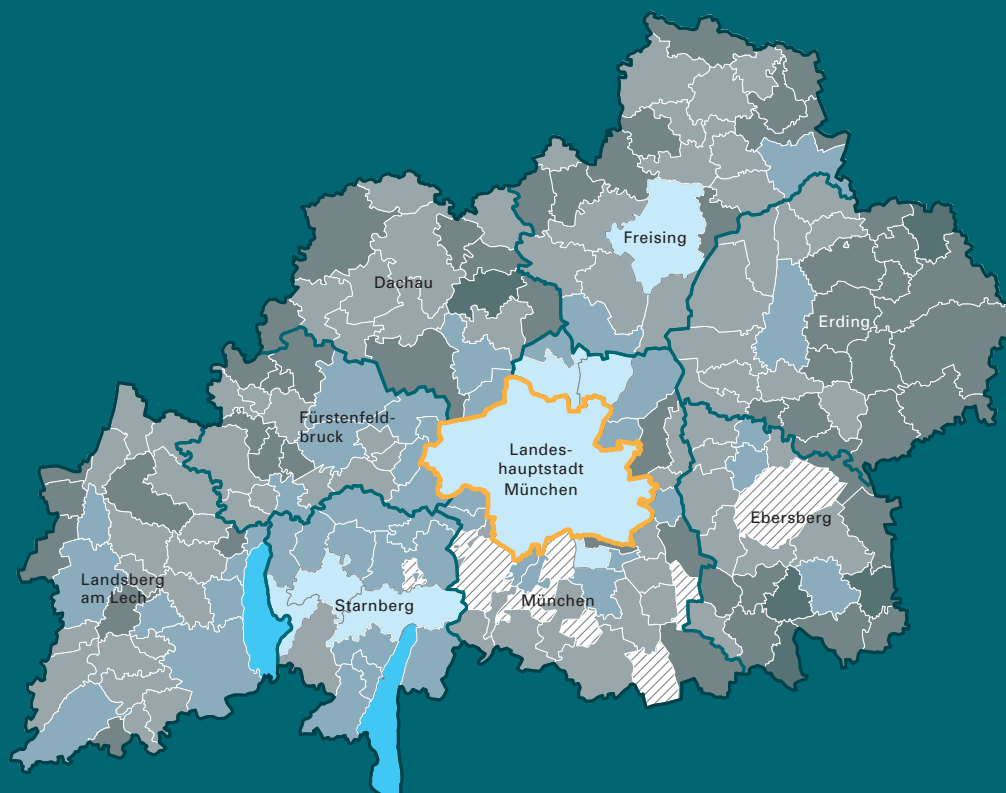 Freising
Dachau
Erding
Fürstenfeld-
bruck
Landes-
hauptstadt
München
Ebersberg
Landsberg
am Lech
Starnberg
München